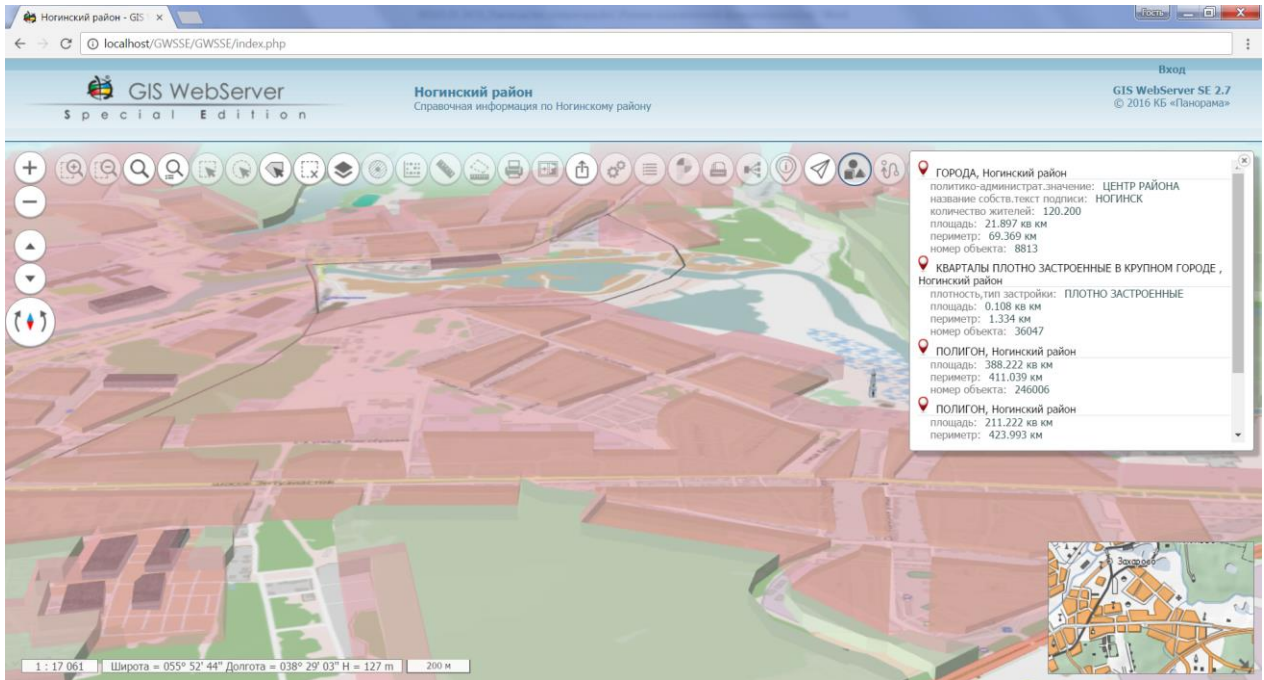 Ногинский район - GIS
Гость
localhost/GWSSE/GWSSE/index.php
Вход
GIS WebServer
Special Edition
Ногинский район
Справочная информация по Ногинскому району
GIS WebServer SE 2.7
© 2016 КБ «Панорама»
ГОРОДА, Ногинский район
политико-администрат.значение: ЦЕНТР РАЙОНА
название собств.текст подписи: НОГИНСК
количество жителей: 120.200
площадь: 21.897 кв км
периметр: 69.369 км
номер объекта: 8813
КВАРТАЛЫ ПЛОТНО ЗАСТРОЕННЫЕ В КРУПНОМ ГОРОДЕ ,
Ногинский район
плотность,тип застройки: ПЛОТНО ЗАСТРОЕННЫЕ
площадь: 0.108 кв км
периметр: 1.334 км
номер объекта: 36047
ПОЛИГОН, Ногинский район
площадь: 388.222 кв км
периметр: 411.039 км
номер объекта: 246006
ПОЛИГОН, Ногинский район
площадь: 211.222 кв км
периметр: 423.993 км
Захарово
1 : 17 061
Широта = 055° 52' 44" Долгота = 038° 29' 03" H = 127 m
200 м